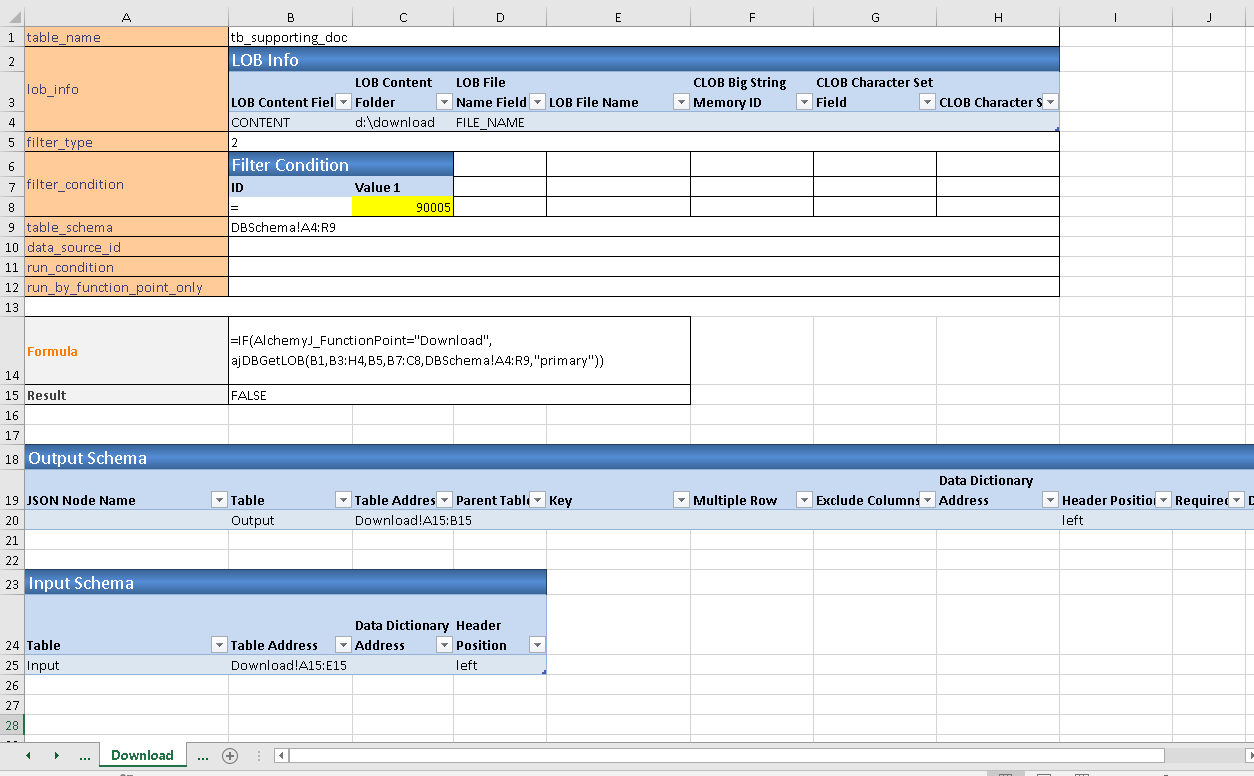 A B C D E F G H I J
1 table_name tb_supporting_doc
2 LOB Info
lob_info
LOB Content LOB File CLOB Big String CLOB Character Set
3 LOB Content Fiel Folder Name Field LOB File Name Memory ID Field CLOB Character S
4 CONTENT d:\download FILE_NAME
5 filter_type 2
6 Filter Condition
filter_condition
7 ID Value 1
8 = 90005
9 table_schema DBSchema!A4:R9
10 data_source_id
11 run_condition
12 run_by_function_point_only
13
=IF(AlchemyJ_FunctionPoint="Download",
Formula
ajDBGetLOB(B1,B3:H4,B5,B7:C8,DBSchema!A4:R9,"primary"))
14
15 Result FALSE
16
17
18 Output Schema
Data Dictionary
19 JSON Node Name Table Table Addres Parent Table Key Multiple Row Exclude Columns Address Header Position Required D
20 Output Download!A15:B15 left
21
22
23 Input Schema
Data Dictionary Header
24 Table Table Address Address Position
25 Input Download!A15:E15 left
26
27
28
... Download ...